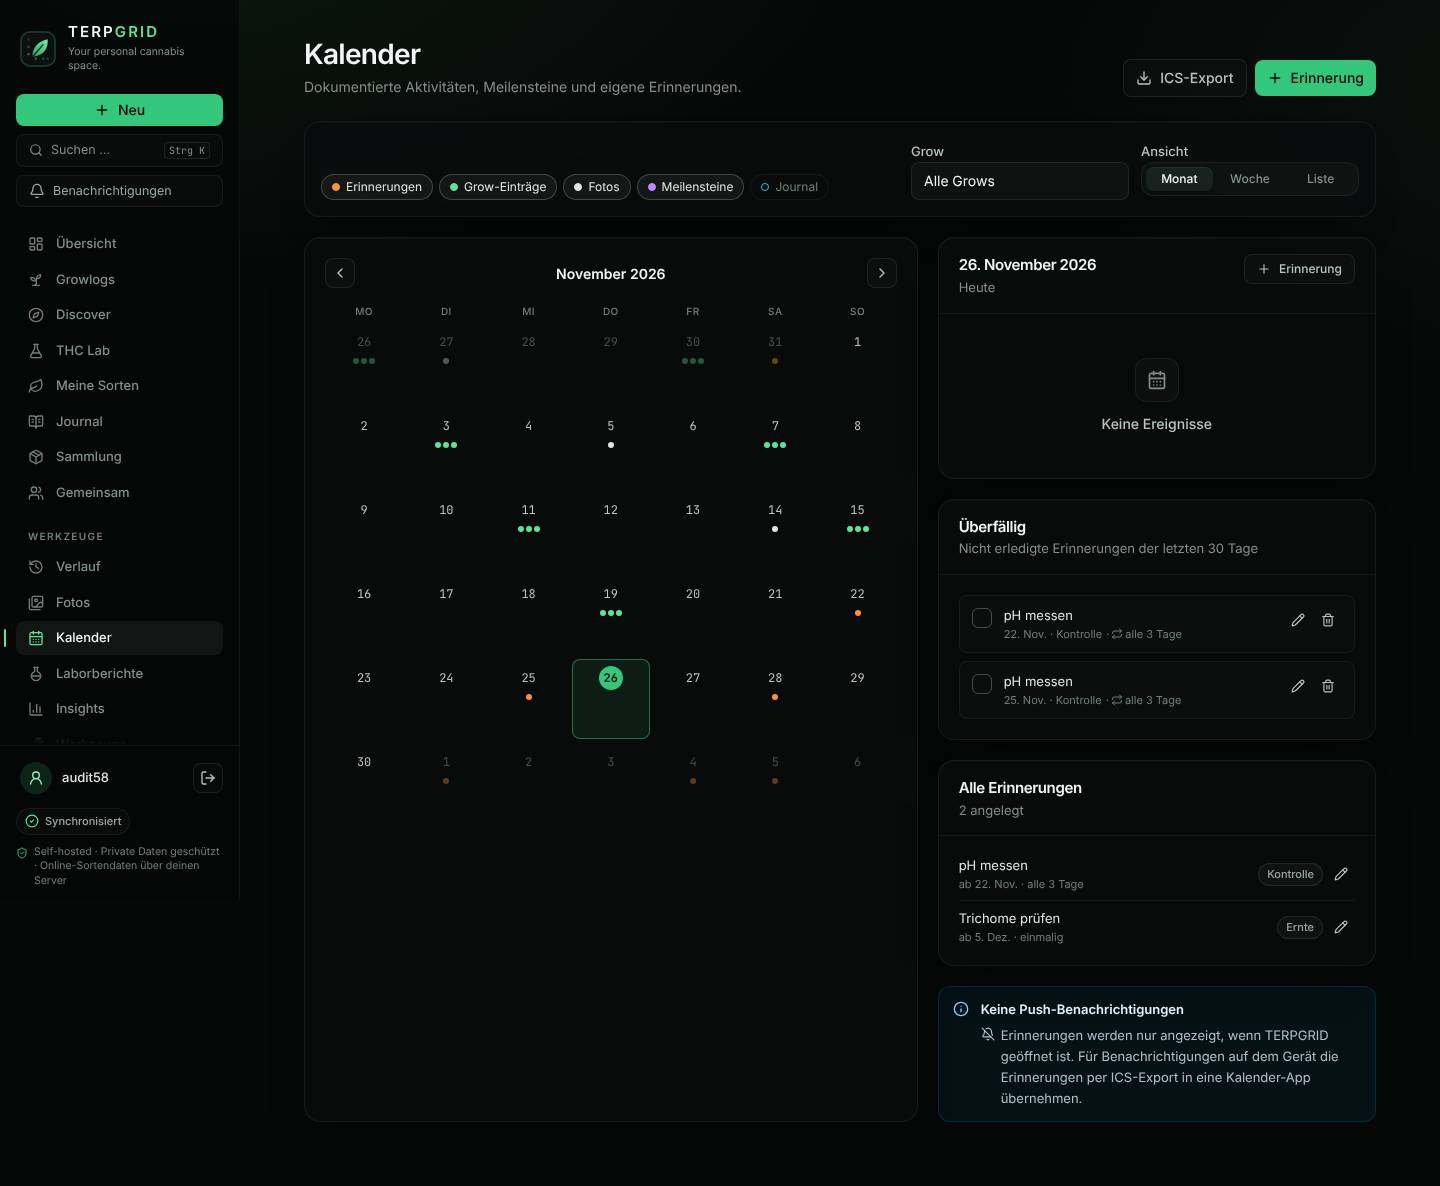 TERPGRID
Your personal cannabis
space.
Neu
Suchen ... Strg K
Benachrichtigungen
Übersicht
Growlogs
Discover
THC Lab
Meine Sorten
Journal
Sammlung
Gemeinsam
WERKZEUGE
Verlauf
Fotos
Kalender
Laborberichte
Insights
audit58
Synchronisiert
Self-hosted · Private Daten geschützt
· Online-Sortendaten über deinen
Server
Kalender
Dokumentierte Aktivitäten, Meilensteine und eigene Erinnerungen.
ICS-Export
Erinnerung
Erinnerungen Grow-Einträge Fotos Meilensteine Journal
Grow
Alle Grows
Ansicht
Monat Woche Liste
November 2026
MO DI MI DO FR SA SO
26 27 28 29 30 31 1
2 3 4 5 6 7 8
9 10 11 12 13 14 15
16 17 18 19 20 21 22
23 24 25 26 27 28 29
30 1 2 3 4 5 6
26. November 2026
Heute
Erinnerung
Keine Ereignisse
Überfällig
Nicht erledigte Erinnerungen der letzten 30 Tage
pH messen
22. Nov. · Kontrolle · alle 3 Tage
pH messen
25. Nov. · Kontrolle · alle 3 Tage
Alle Erinnerungen
2 angelegt
pH messen
ab 22. Nov. · alle 3 Tage
Kontrolle
Trichome prüfen
ab 5. Dez. · einmalig
Ernte
Keine Push-Benachrichtigungen
Erinnerungen werden nur angezeigt, wenn TERPGRID
geöffnet ist. Für Benachrichtigungen auf dem Gerät die
Erinnerungen per ICS-Export in eine Kalender-App
übernehmen.